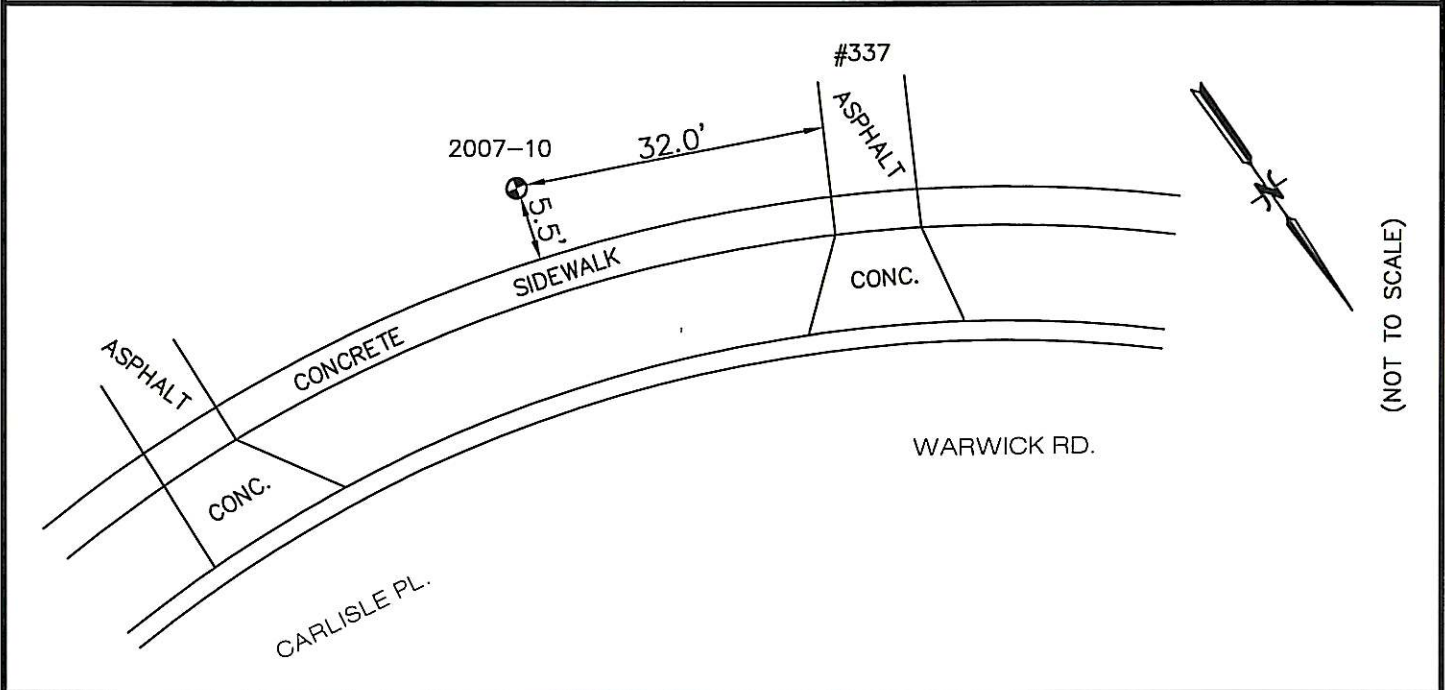 #337
ASPHALT
2007-10
32.0'
5.5'
SIDEWALK
CONC.
CONCRETE
ASPHALT
CONC.
WARWICK RD.
CARLISLE PL.
N
(NOT TO SCALE)